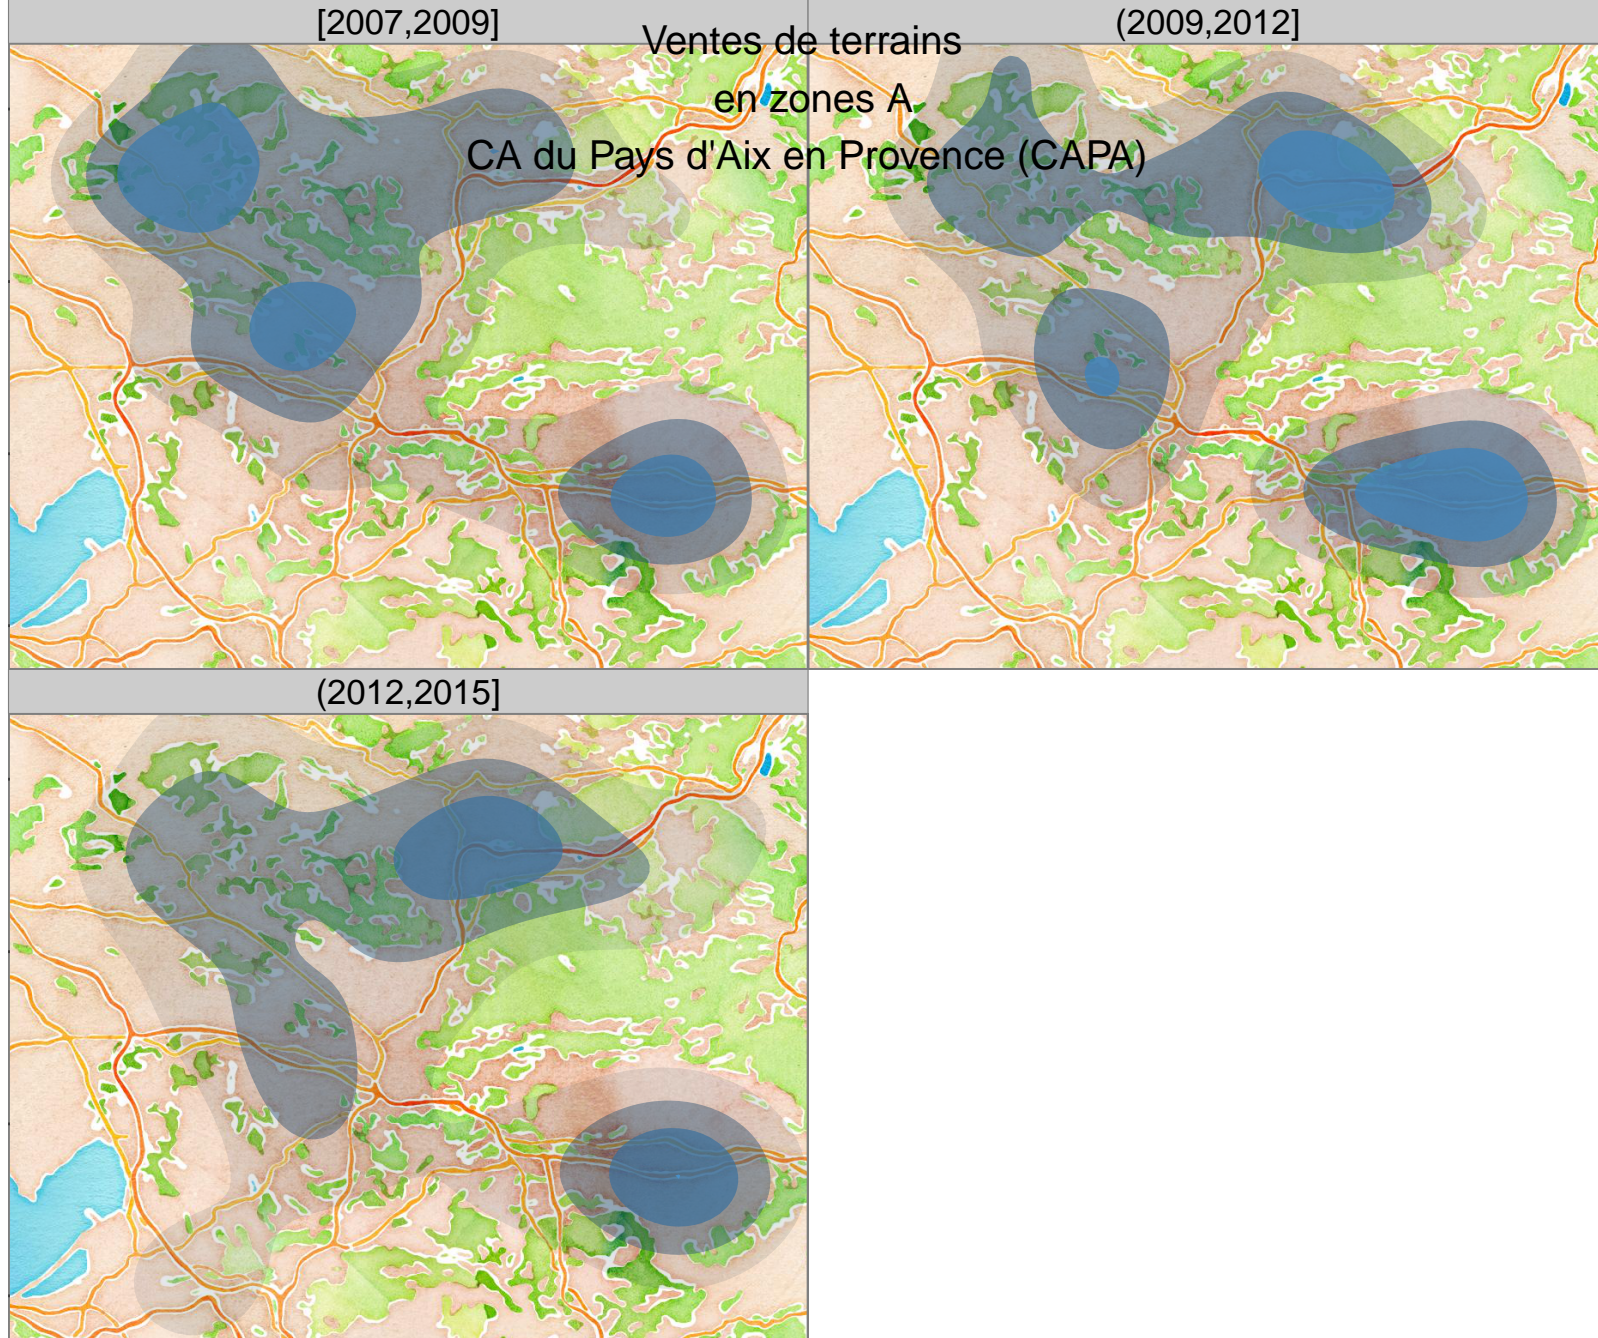 [2007,2009]
(2009,2012]
Ventes de terrains
en zones A
CA du Pays d'Aix en Provence (CAPA)
(2012,2015]